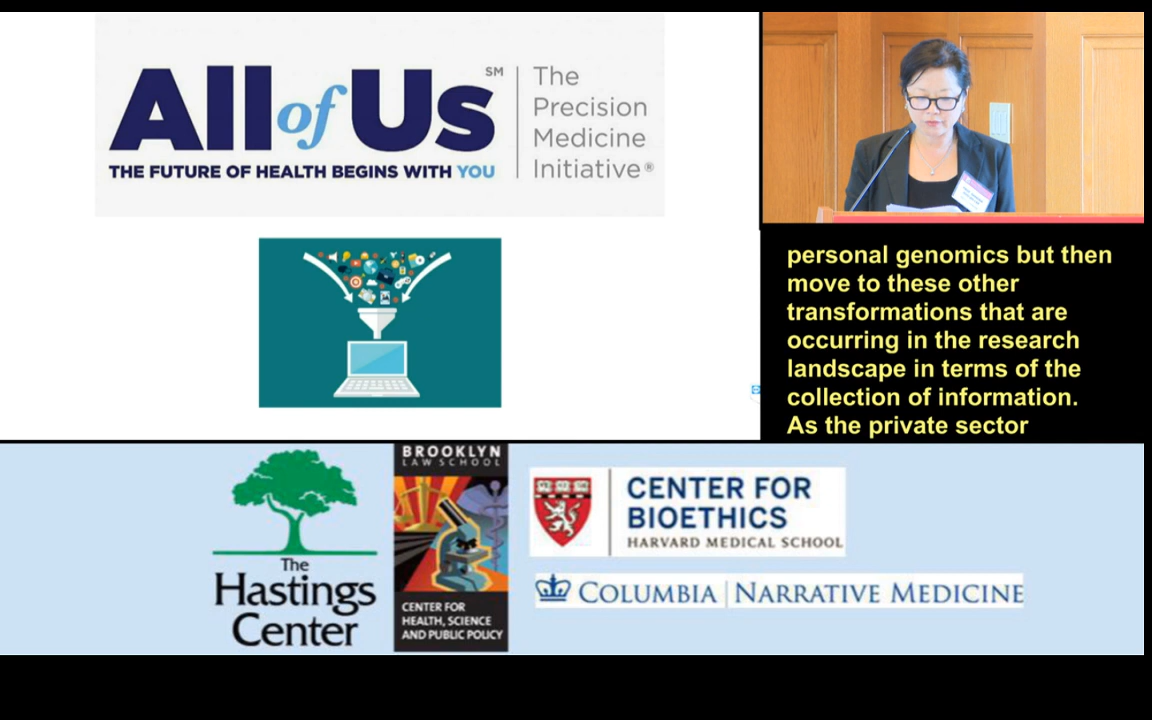 All of Us SM
THE FUTURE OF HEALTH BEGINS WITH YOU
The
Precision
Medicine
Initiative®
personal genomics but then
move to these other
transformations that are
occurring in the research
landscape in terms of the
collection of information.
As the private sector
The
Hastings
Center
BROOKLYN
LAW SCHOOL
CENTER FOR
HEALTH, SCIENCE
AND PUBLIC POLICY
CENTER FOR
BIOETHICS
HARVARD MEDICAL SCHOOL
COLUMBIA | NARRATIVE MEDICINE